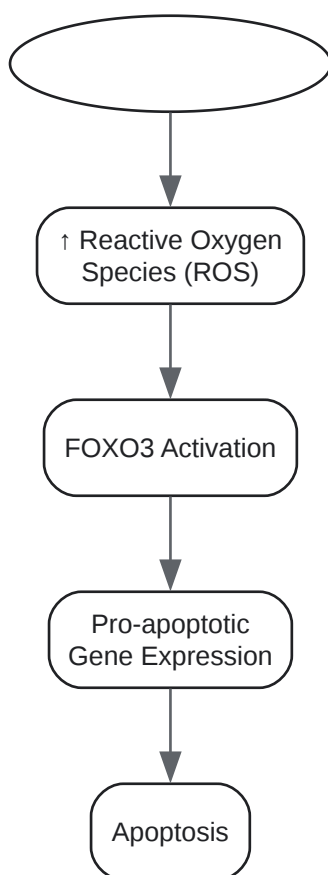 ↑ Reactive Oxygen
Species (ROS)
FOXO3 Activation
Pro-apoptotic
Gene Expression
Apoptosis